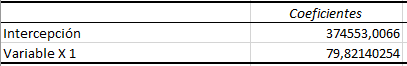 Coeficientes
Intercepción 374553,0066
Variable X 1 79,82140254